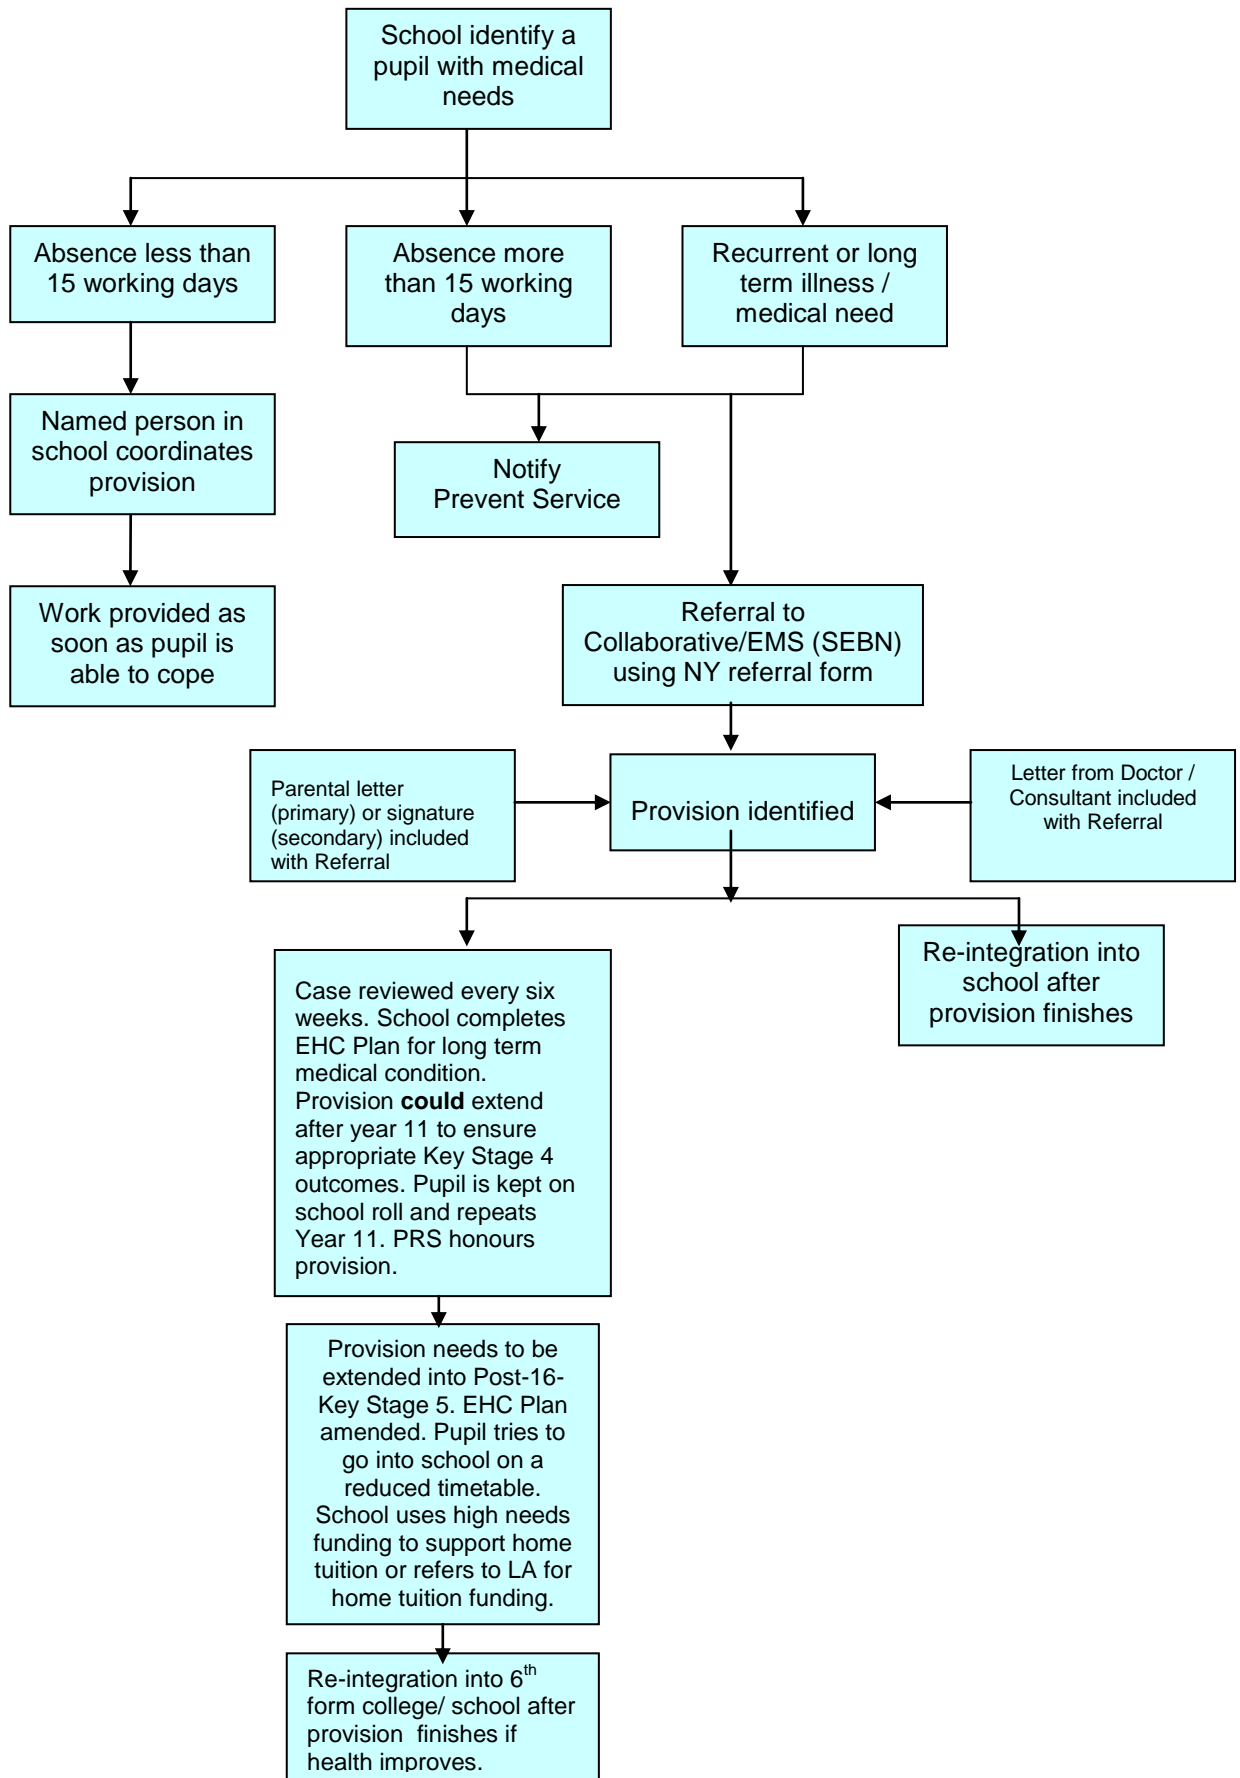 School identify a
pupil with medical
needs
Absence less than
15 working days
Absence more
than 15 working
days
Recurrent or long
term illness /
medical need
Named person in
school coordinates
provision
Notify
Prevent Service
Work provided as
soon as pupil is
able to cope
Referral to
Collaborative/EMS (SEBN)
using NY referral form
Parental letter
(primary) or signature
(secondary) included
with Referral
Provision identified
Letter from Doctor /
Consultant included
with Referral
Case reviewed every six
weeks. School completes
EHC Plan for long term
medical condition.
Provision could extend
after year 11 to ensure
appropriate Key Stage 4
outcomes. Pupil is kept on
school roll and repeats
Year 11. PRS honours
provision.
Re-integration into
school after
provision finishes
Provision needs to be
extended into Post-16-
Key Stage 5. EHC Plan
amended. Pupil tries to
go into school on a
reduced timetable.
School uses high needs
funding to support home
tuition or refers to LA for
home tuition funding.
Re-integration into 6th
form college/ school after
provision finishes if
health improves.